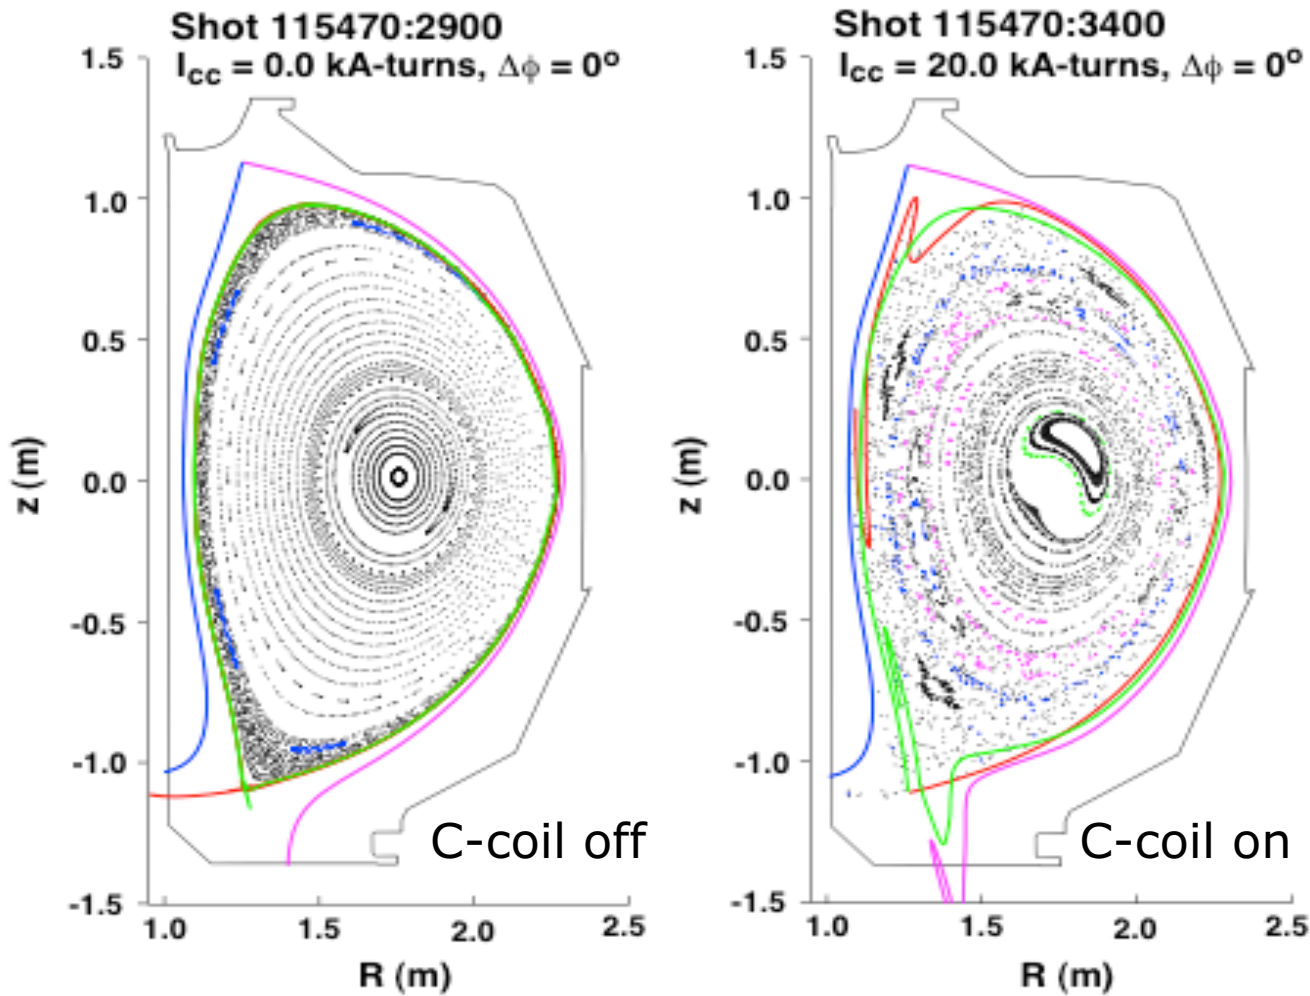 Shot 115470:2900
Icc = 0.0 kA-turns, Δϕ = 0º
1.5
1.0
0.5
0.0
-0.5
-1.0
-1.5
z (m)
C-coil off
1.0 1.5 2.0 2.5
R (m)
Shot 115470:3400
Icc = 20.0 kA-turns, Δϕ = 0º
1.5
1.0
0.5
0.0
-0.5
-1.0
-1.5
z (m)
C-coil on
1.0 1.5 2.0 2.5
R (m)